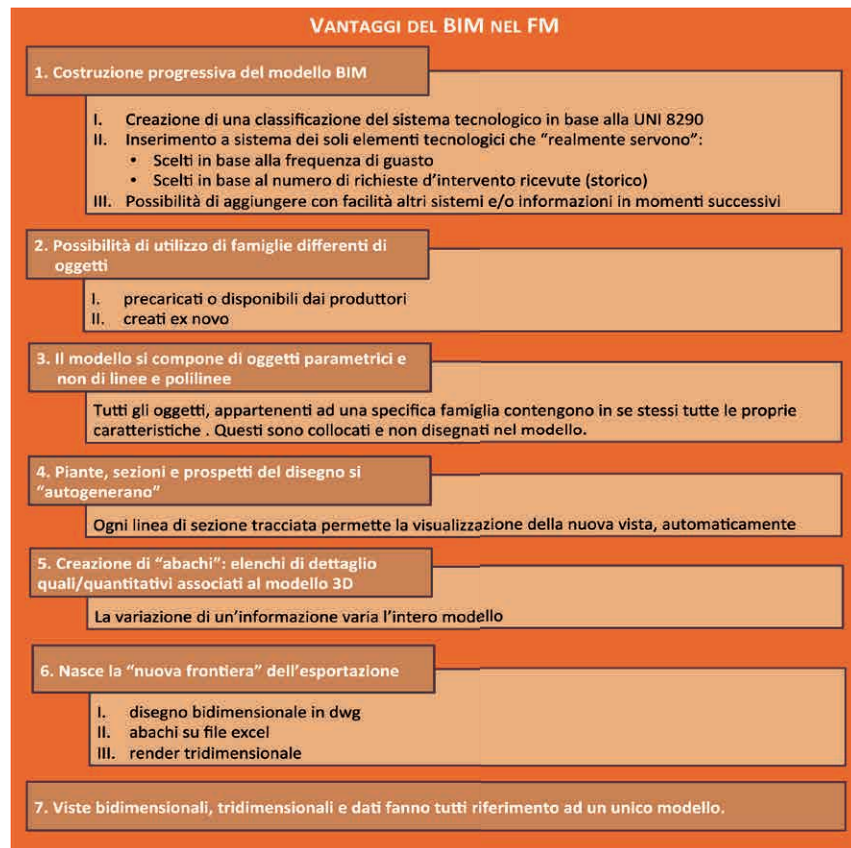 VANTAGGI DEL BIM NEL FM
1. Costruzione progressiva del modello BIM
I. Creazione di una classificazione del sistema tecnologico in base alla UNI 8290
II. Inserimento a sistema dei soli elementi tecnologici che "realmente servono":
• Scelti in base alla frequenza di guasto
• Scelti in base al numero di richieste d'intervento ricevute (storico)
III. Possibilità di aggiungere con facilità altri sistemi e/o informazioni in momenti successivi
2. Possibilità di utilizzo di famiglie differenti di
oggetti
I. precaricati o disponibili dai produttori
II. creati ex novo
3. Il modello si compone di oggetti parametrici e
non di linee e polilinee
Tutti gli oggetti, appartenenti ad una specifica famiglia contengono in se stessi tutte le proprie
caratteristiche . Questi sono collocati e non disegnati nel modello.
4. Piante, sezioni e prospetti del disegno si
"autogenerano"
Ogni linea di sezione tracciata permette la visualizzazione della nuova vista, automaticamente
5. Creazione di "abachi": elenchi di dettaglio
quali/quantitativi associati al modello 3D
La variazione di un'informazione varia l'intero modello
6. Nasce la "nuova frontiera" dell'esportazione
I. disegno bidimensionale in dwg
II. abachi su file excel
III. render tridimensionale
7. Viste bidimensionali, tridimensionali e dati fanno tutti riferimento ad un unico modello.